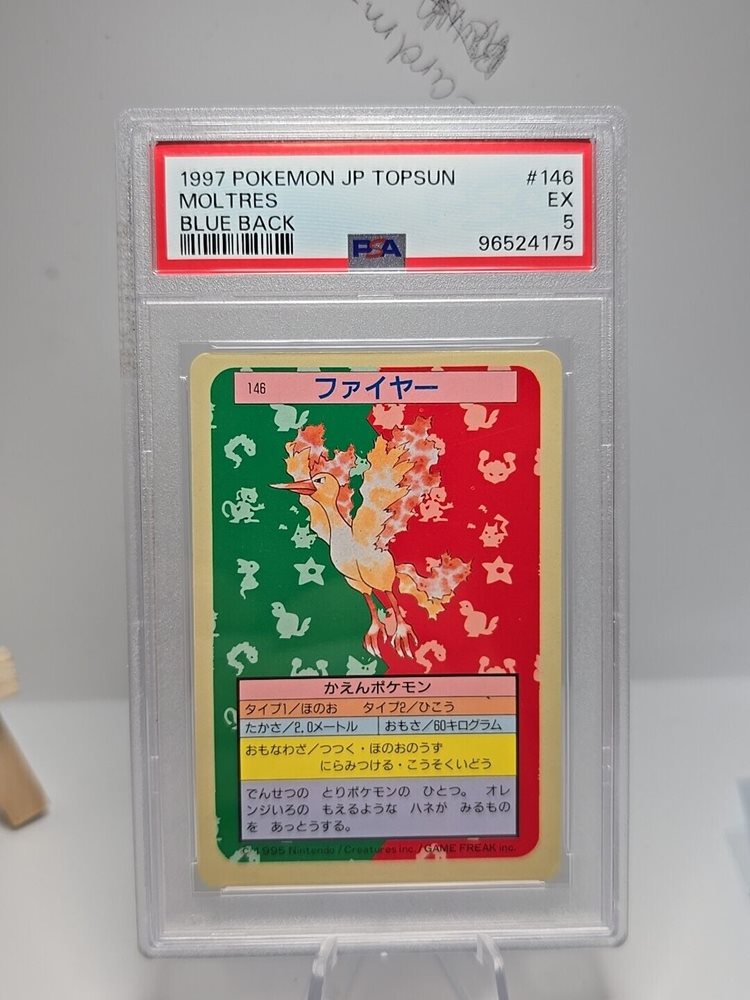 card m
1997 POKEMON JP TOPSUN #146
MOLTRES EX
BLUE BACK 5
PSA 96524175
146 ファイヤー
かえんポケモン
タイプ1/ほのお タイプ2/ひこう
たかさ/2.0メートル おもさ/60キログラム
おもなわざ/つつく・ほのおのうず
にらみつける・こうそくいどう
でんせつの とりポケモンの ひとつ。 オレ
ンジいろの もえるような ハネが みるもの
を あっとうする。
© 1995 Nintendo / Creatures inc. / GAME FREAK inc.